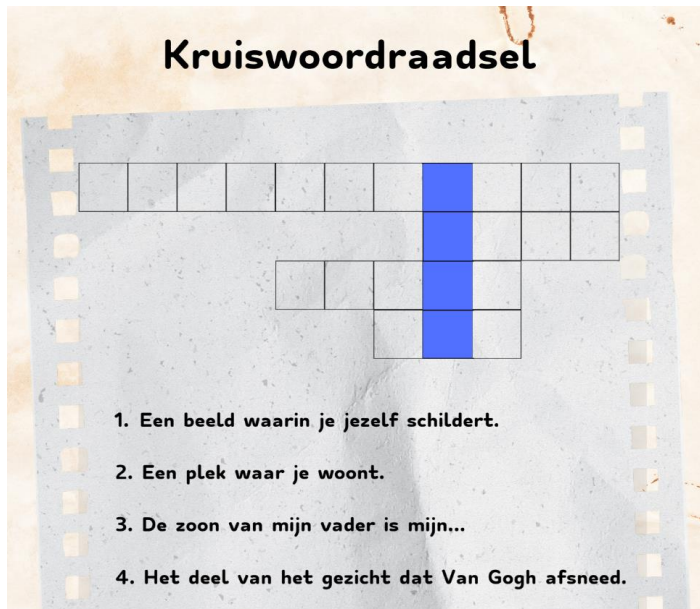 Kruiswoordraadsel
1. Een beeld waarin je jezelf schildert.
2. Een plek waar je woont.
3. De zoon van mijn vader is mijn...
4. Het deel van het gezicht dat Van Gogh afsneed.